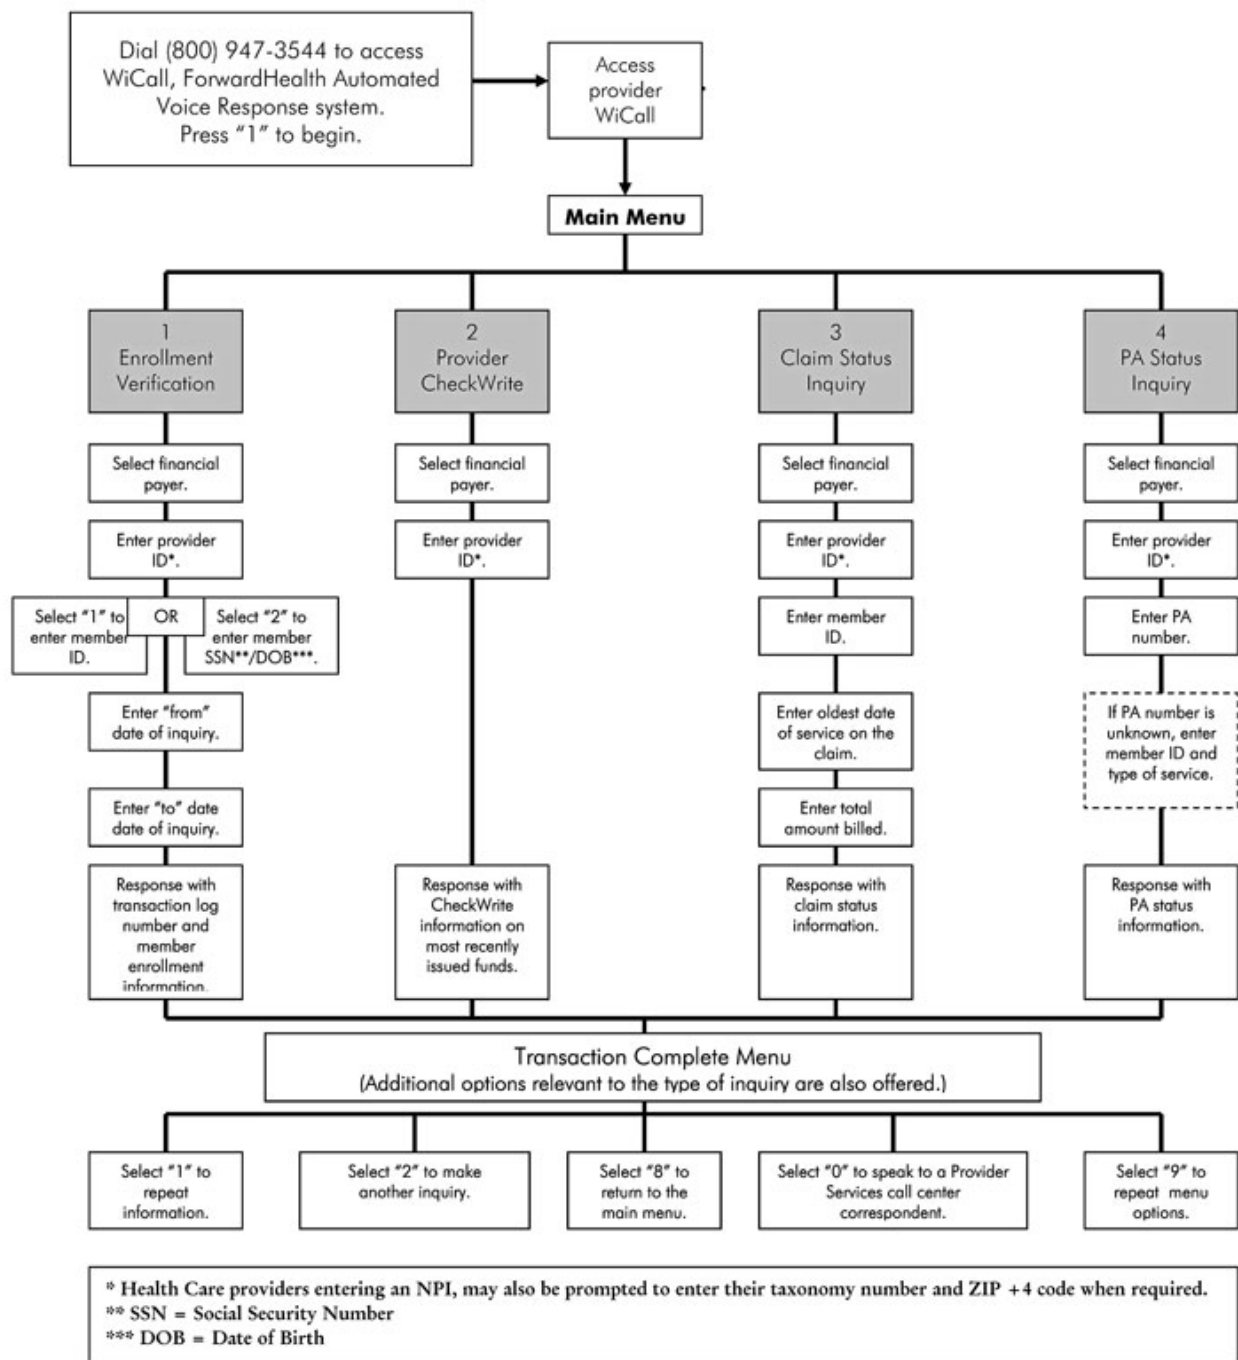 Dial (800) 947-3544 to access
WiCall, ForwardHealth Automated
Voice Response system.
Press “1” to begin.
Access
provider
WiCall
Main Menu
1
Enrollment
Verification
2
Provider
CheckWrite
3
Claim Status
Inquiry
4
PA Status
Inquiry
Select financial
payer.
Select financial
payer.
Select financial
payer.
Select financial
payer.
Enter provider
ID*.
Enter provider
ID*.
Enter provider
ID*.
Enter provider
ID*.
Select “1” to
enter member
ID.
OR
Select “2” to
enter member
SSN**/DOB***.
Enter member
ID.
Enter PA
number.
Enter “from”
date of inquiry.
Enter oldest date
of service on the
claim.
If PA number is
unknown, enter
member ID and
type of service.
Enter “to” date
date of inquiry.
Enter total
amount billed.
Response with
transaction log
number and
member
enrollment
information.
Response with
CheckWrite
information on
most recently
issued funds.
Response with
claim status
information.
Response with
PA status
information.
Transaction Complete Menu
(Additional options relevant to the type of inquiry are also offered.)
Select “1” to
repeat
information.
Select “2” to make
another inquiry.
Select “8” to
return to the
main menu.
Select “0” to speak to a Provider
Services call center
correspondent.
Select “9” to
repeat menu
options.
* Health Care providers entering an NPI, may also be prompted to enter their taxonomy number and ZIP +4 code when required.
** SSN = Social Security Number
*** DOB = Date of Birth